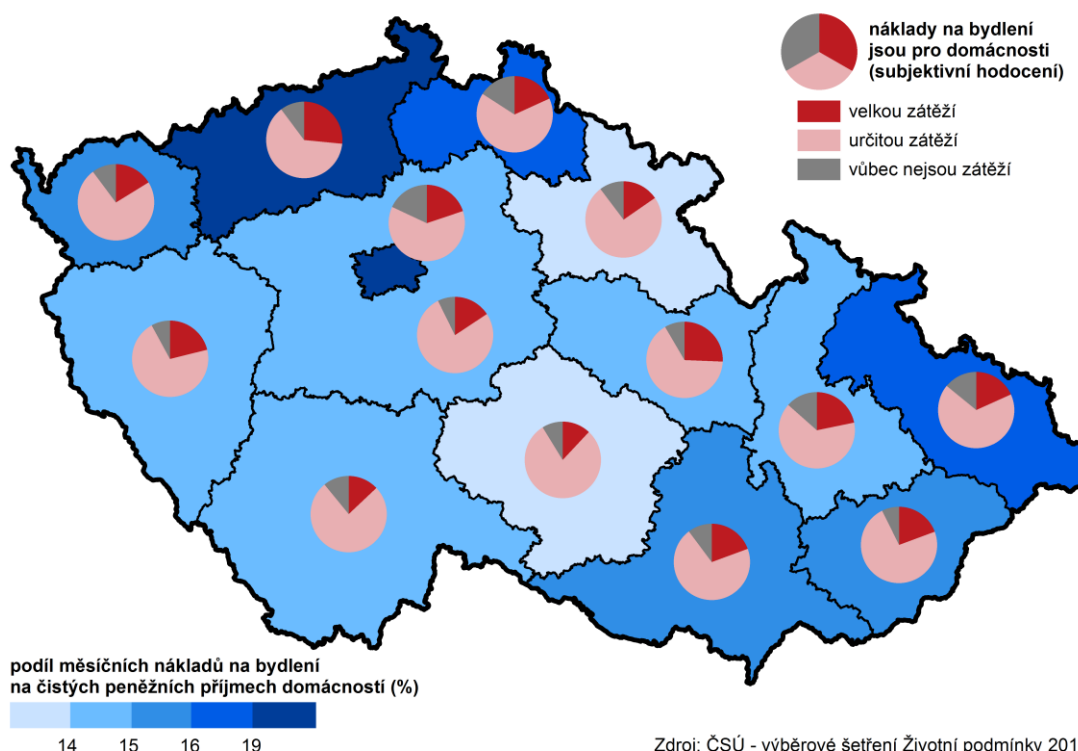 náklady na bydlení
jsou pro domácnosti
(subjektivní hodocení)
velkou zátěží
určitou zátěží
vůbec nejsou zátěží
podíl měsíčních nákladů na bydlení
na čistých peněžních příjmech domácností (%)
14 15 16 19
Zdroj: ČSÚ - výběrové šetření Životní podmínky 201